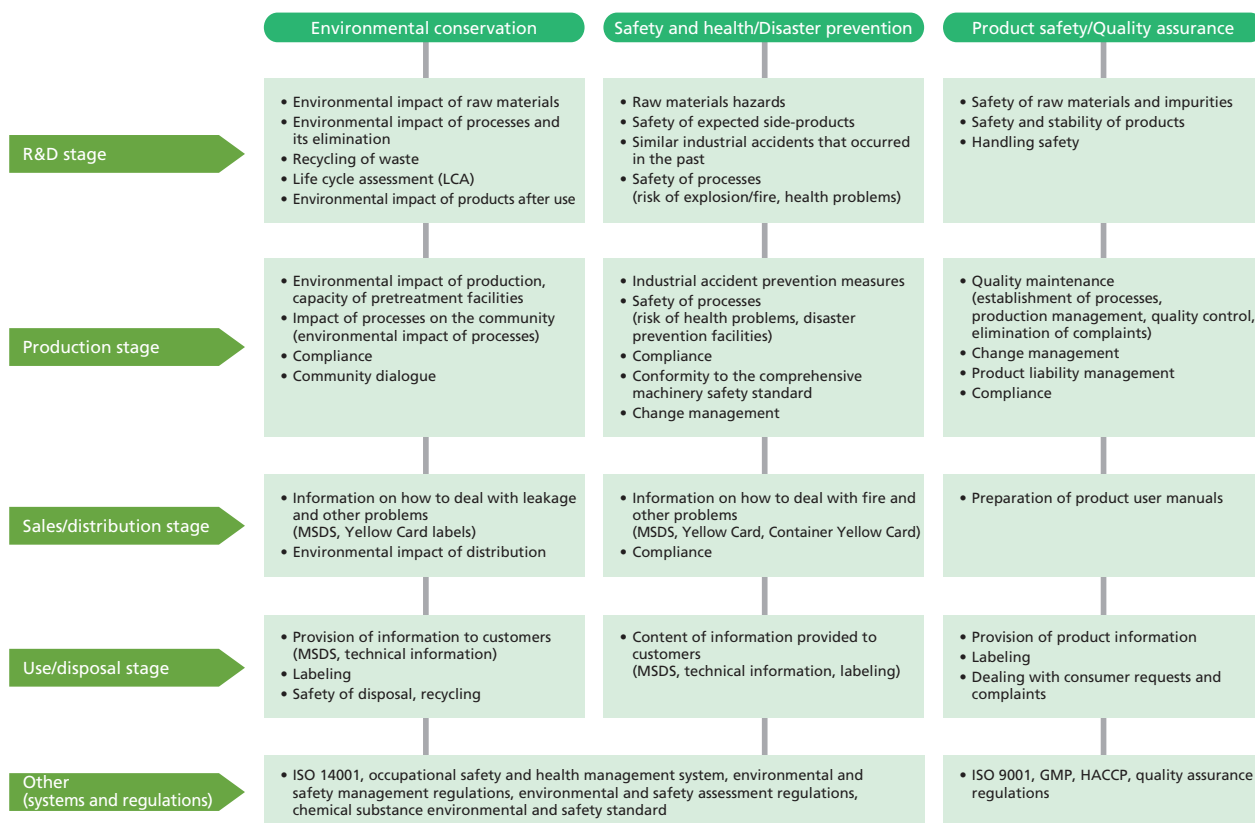 Environmental conservation
Safety and health/Disaster prevention
Product safety/Quality assurance
R&D stage
• Environmental impact of raw materials
• Environmental impact of processes and
its elimination
• Recycling of waste
• Life cycle assessment (LCA)
• Environmental impact of products after use
• Raw materials hazards
• Safety of expected side-products
• Similar industrial accidents that occurred
in the past
• Safety of processes
(risk of explosion/fire, health problems)
• Safety of raw materials and impurities
• Safety and stability of products
• Handling safety
Production stage
• Environmental impact of production,
capacity of pretreatment facilities
• Impact of processes on the community
(environmental impact of processes)
• Compliance
• Community dialogue
• Industrial accident prevention measures
• Safety of processes
(risk of health problems, disaster
prevention facilities)
• Compliance
• Conformity to the comprehensive
machinery safety standard
• Change management
• Quality maintenance
(establishment of processes,
production management, quality control,
elimination of complaints)
• Change management
• Product liability management
• Compliance
Sales/distribution stage
• Information on how to deal with leakage
and other problems
(MSDS, Yellow Card labels)
• Environmental impact of distribution
• Information on how to deal with fire and
other problems
(MSDS, Yellow Card, Container Yellow Card)
• Compliance
• Preparation of product user manuals
Use/disposal stage
• Provision of information to customers
(MSDS, technical information)
• Labeling
• Safety of disposal, recycling
• Content of information provided to
customers
(MSDS, technical information, labeling)
• Provision of product information
• Labeling
• Dealing with consumer requests and
complaints
Other
(systems and regulations)
• ISO 14001, occupational safety and health management system, environmental and
safety management regulations, environmental and safety assessment regulations,
chemical substance environmental and safety standard
• ISO 9001, GMP, HACCP, quality assurance
regulations